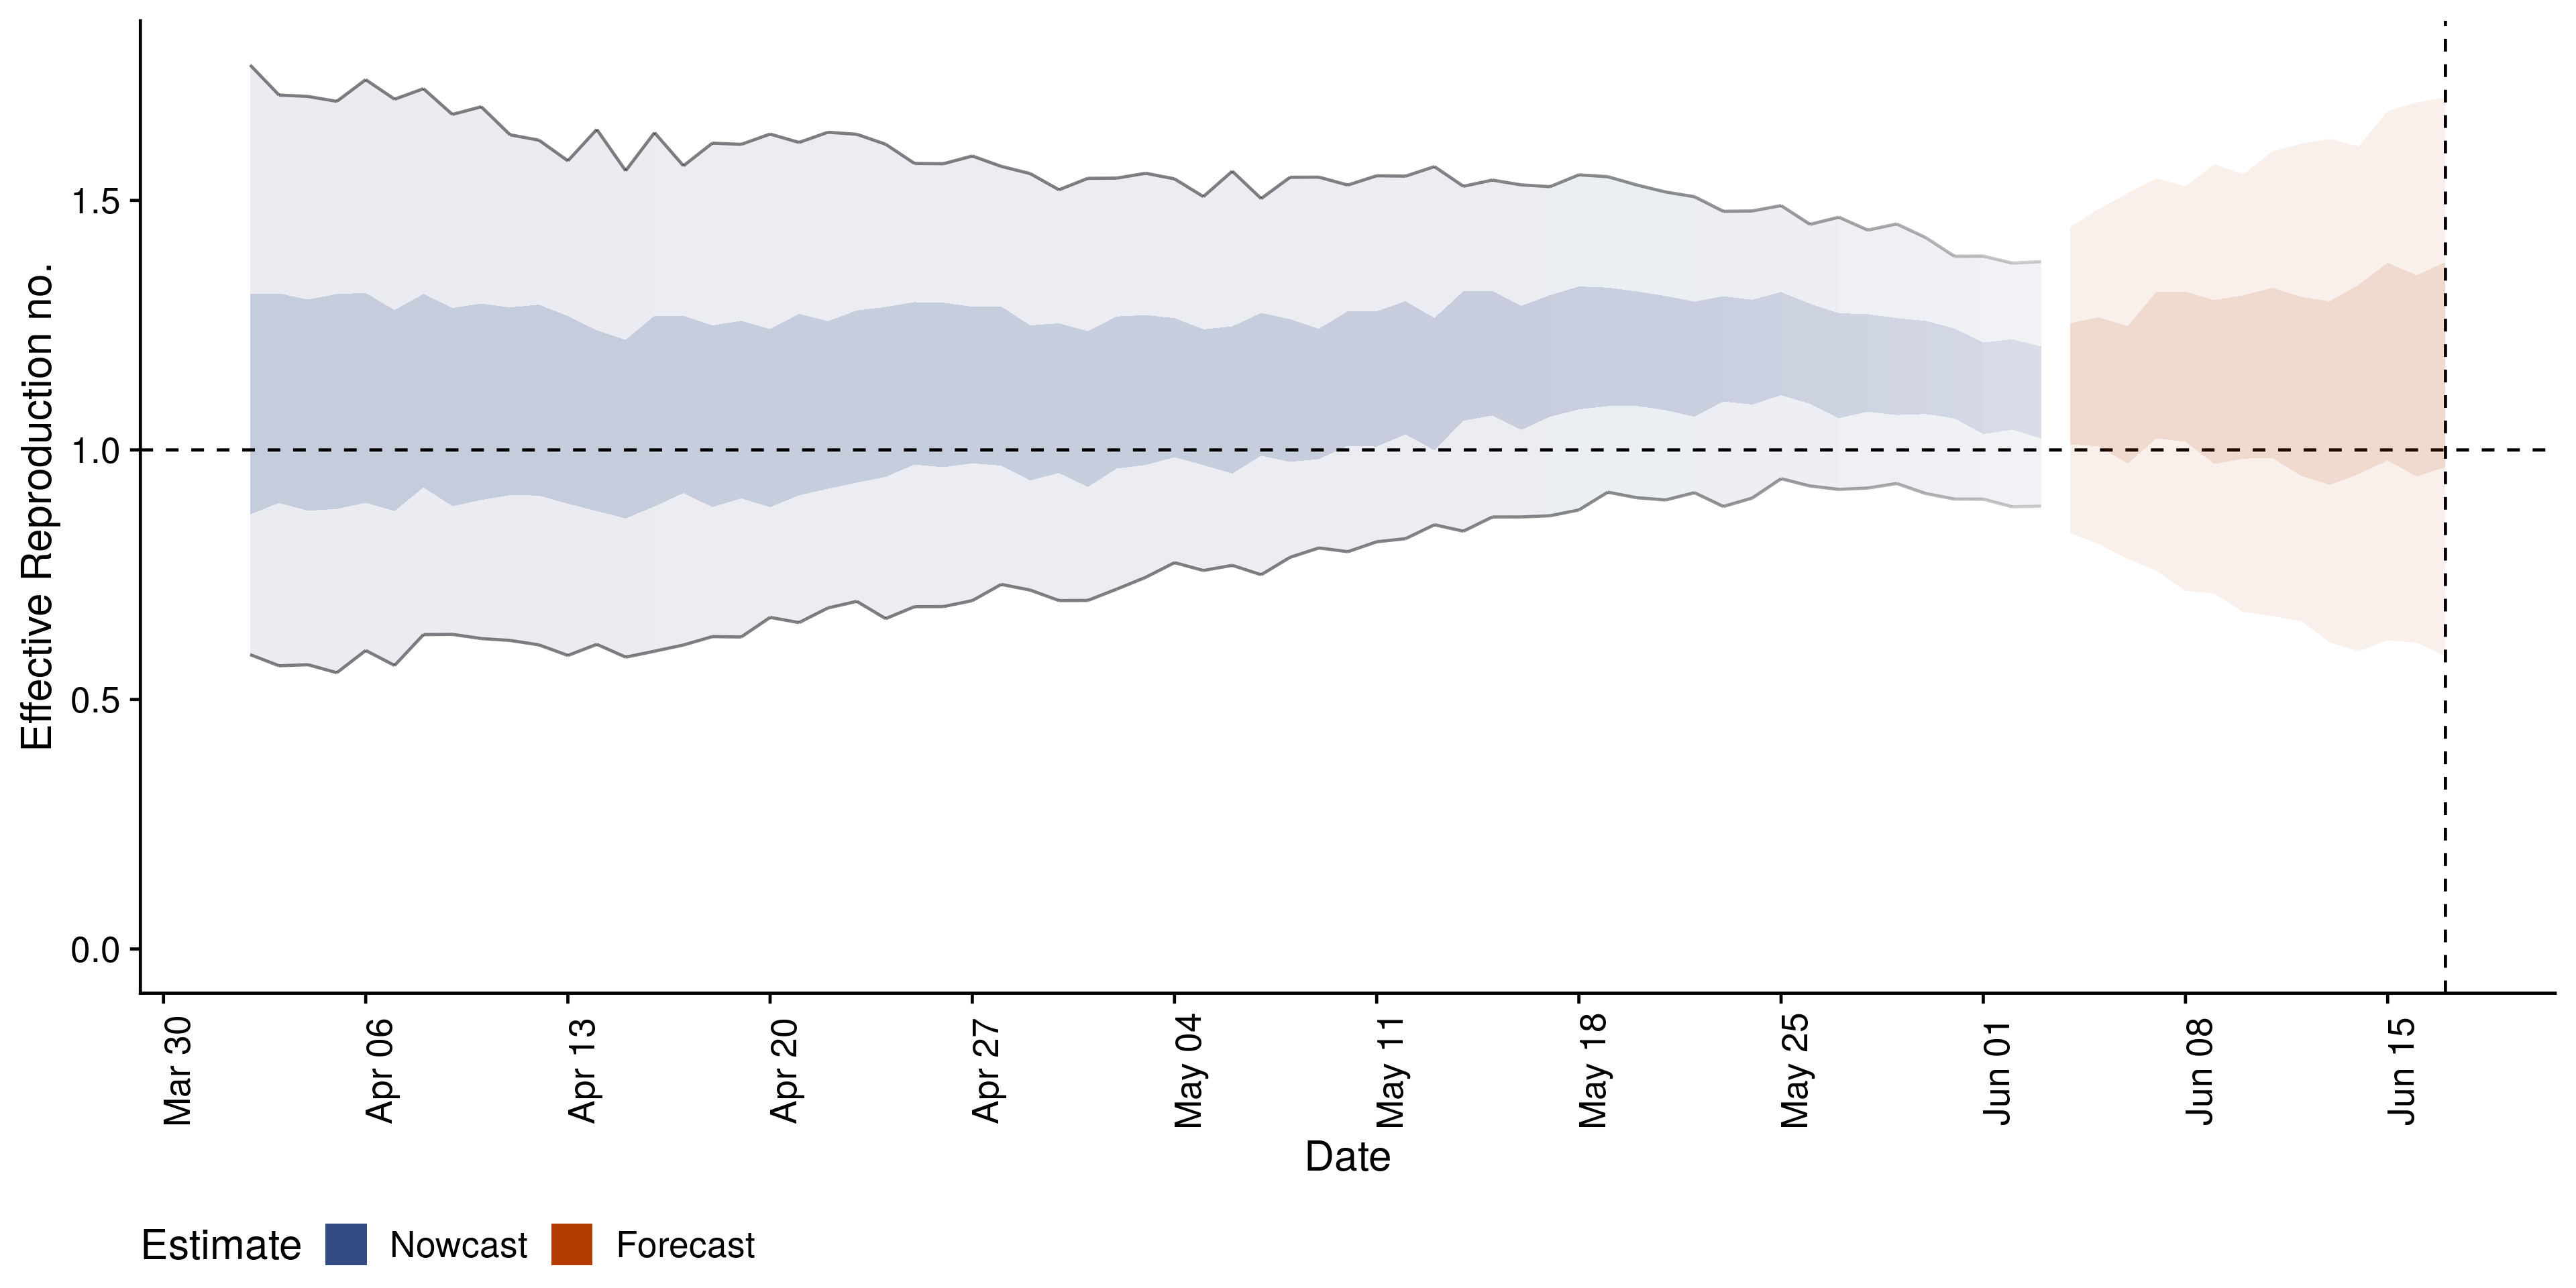 Effective Reproduction no.
1.5
1.0
0.5
0.0
Mar 30
Apr 06
Apr 13
Apr 20
Apr 27
May 04
May 11
May 18
May 25
Jun 01
Jun 08
Jun 15
Date
Estimate Nowcast Forecast